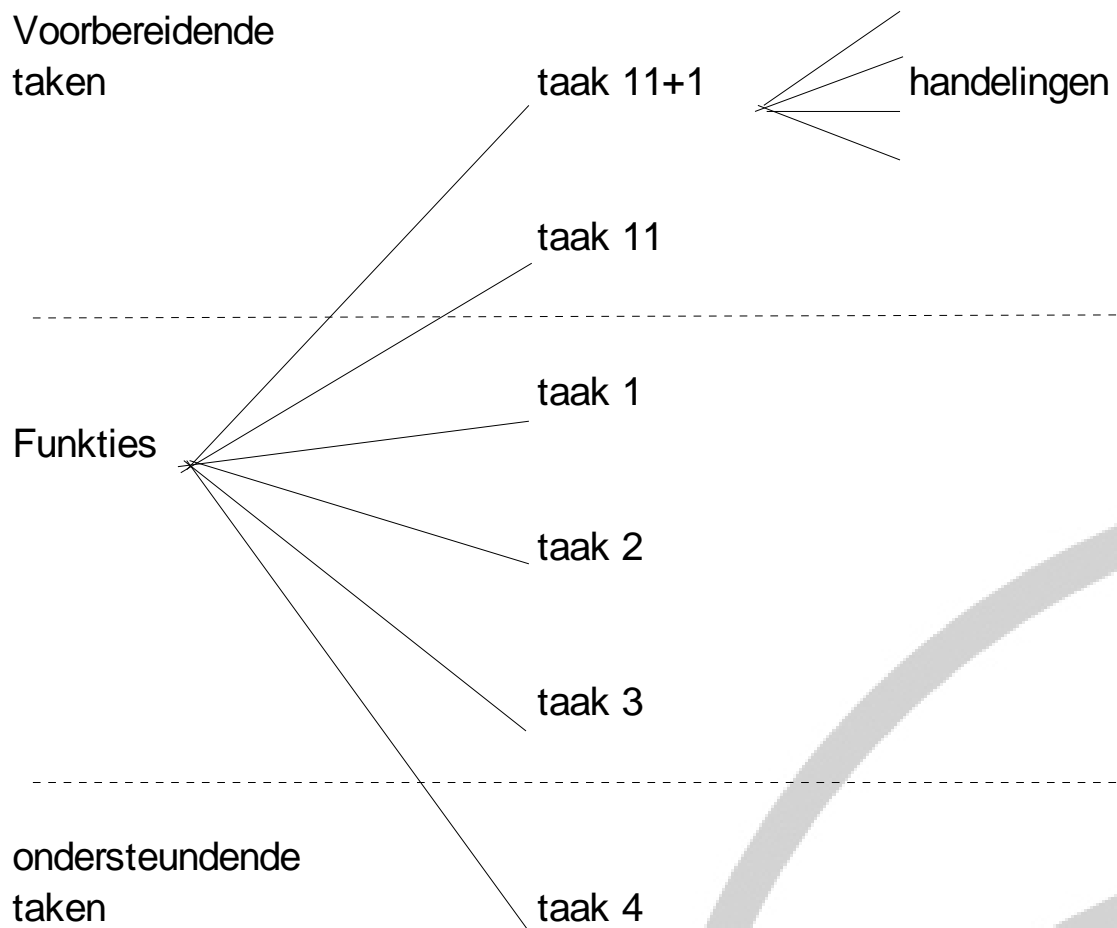 Voorbereidende
taken
taak 11+1
handelingen
taak 11
taak 1
Funkties
taak 2
taak 3
ondersteundende
taken
taak 4